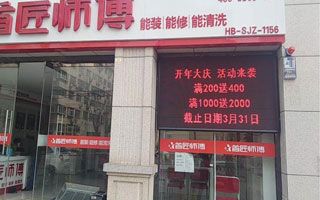 首匠师傅
能装|能修|能清洗
HB-SJZ-1156
开年大庆 活动来袭
满200送400
满1000送2000
截止日期3月31日
首匠师傅
首匠师傅